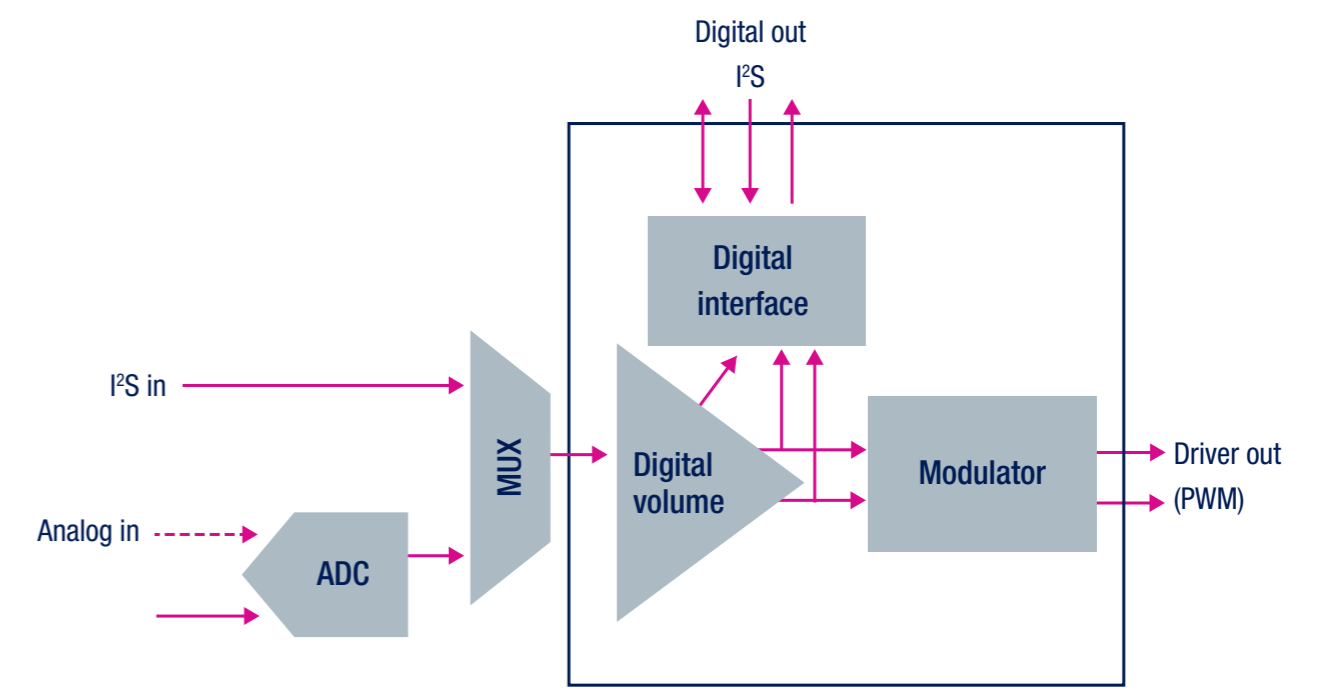 Digital out
I²S
Digital
interface
I²S in
MUX
Digital
volume
Modulator
Driver out
(PWM)
Analog in
ADC